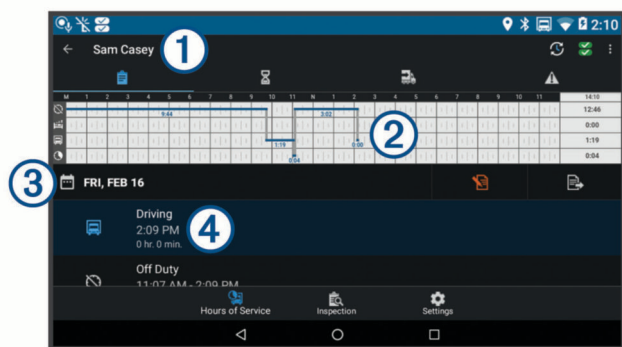 2:10
Sam Casey
1
M 1 2 3 4 5 6 7 8 9 10 11 N 1 2 3 4 5 6 7 8 9 10 11 14:10
9:44 3:02 12:46
0:00
1:19 0:00 1:19
0:04 0:04
2
3
FRI, FEB 16
Driving
2:09 PM
0 hr. 0 min.
4
Off Duty
11:07 AM - 2:09 PM
Hours of Service Inspection Settings